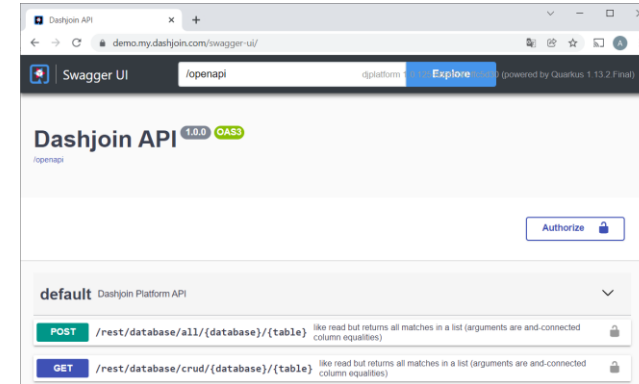 Dashjoin API
demo.my.dashjoin.com/swagger-ui/
A
Swagger UI /openapi djplatform 1 Explore (powered by Quarkus 1.13.2.Final)
Dashjoin API 1.0.0 OAS3
/openapi
Authorize
default Dashjoin Platform API
POST /rest/database/all/{database}/{table} like read but returns all matches in a list (arguments are and-connected
column equalities)
GET /rest/database/crud/{database}/{table} like read but returns all matches in a list (arguments are and-connected
column equalities)